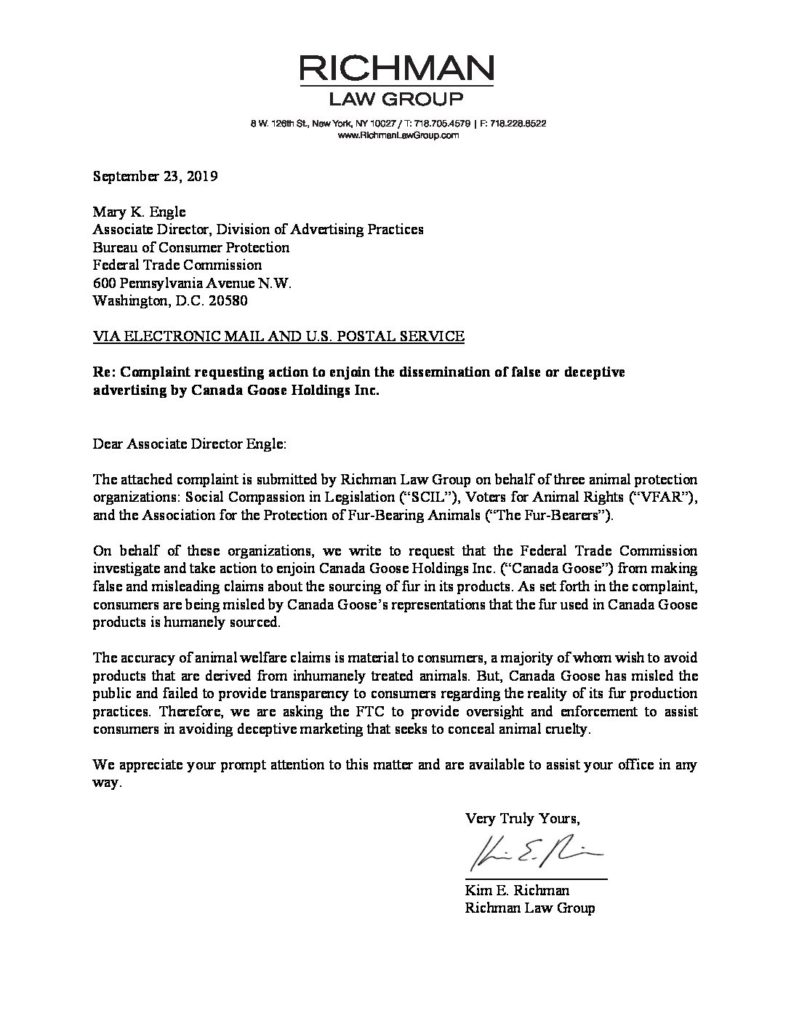 RICHMAN
LAW GROUP
8 W. 126th St., New York, NY 10027 / T: 718.705.4579 | F: 718.228.8522
www.RichmanLawGroup.com
September 23, 2019
Mary K. Engle
Associate Director, Division of Advertising Practices
Bureau of Consumer Protection
Federal Trade Commission
600 Pennsylvania Avenue N.W.
Washington, D.C. 20580
VIA ELECTRONIC MAIL AND U.S. POSTAL SERVICE
Re: Complaint requesting action to enjoin the dissemination of false or deceptive
advertising by Canada Goose Holdings Inc.
Dear Associate Director Engle:
The attached complaint is submitted by Richman Law Group on behalf of three animal protection
organizations: Social Compassion in Legislation (“SCIL”), Voters for Animal Rights (“VFAR”),
and the Association for the Protection of Fur-Bearing Animals (“The Fur-Bearers”).
On behalf of these organizations, we write to request that the Federal Trade Commission
investigate and take action to enjoin Canada Goose Holdings Inc. (“Canada Goose”) from making
false and misleading claims about the sourcing of fur in its products. As set forth in the complaint,
consumers are being misled by Canada Goose’s representations that the fur used in Canada Goose
products is humanely sourced.
The accuracy of animal welfare claims is material to consumers, a majority of whom wish to avoid
products that are derived from inhumanely treated animals. But, Canada Goose has misled the
public and failed to provide transparency to consumers regarding the reality of its fur production
practices. Therefore, we are asking the FTC to provide oversight and enforcement to assist
consumers in avoiding deceptive marketing that seeks to conceal animal cruelty.
We appreciate your prompt attention to this matter and are available to assist your office in any
way.
Very Truly Yours,
Kim E. Richman
Richman Law Group